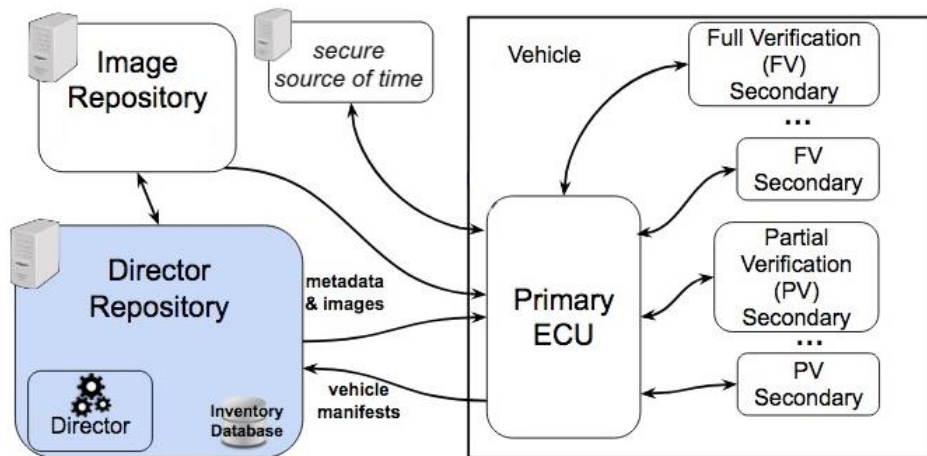 Image
Repository
secure
source of time
Vehicle
Full Verification
(FV)
Secondary
...
FV
Secondary
Partial
Verification
(PV)
Secondary
...
PV
Secondary
Primary
ECU
Director
Repository
metadata
& images
vehicle
manifests
Director
Inventory
Database